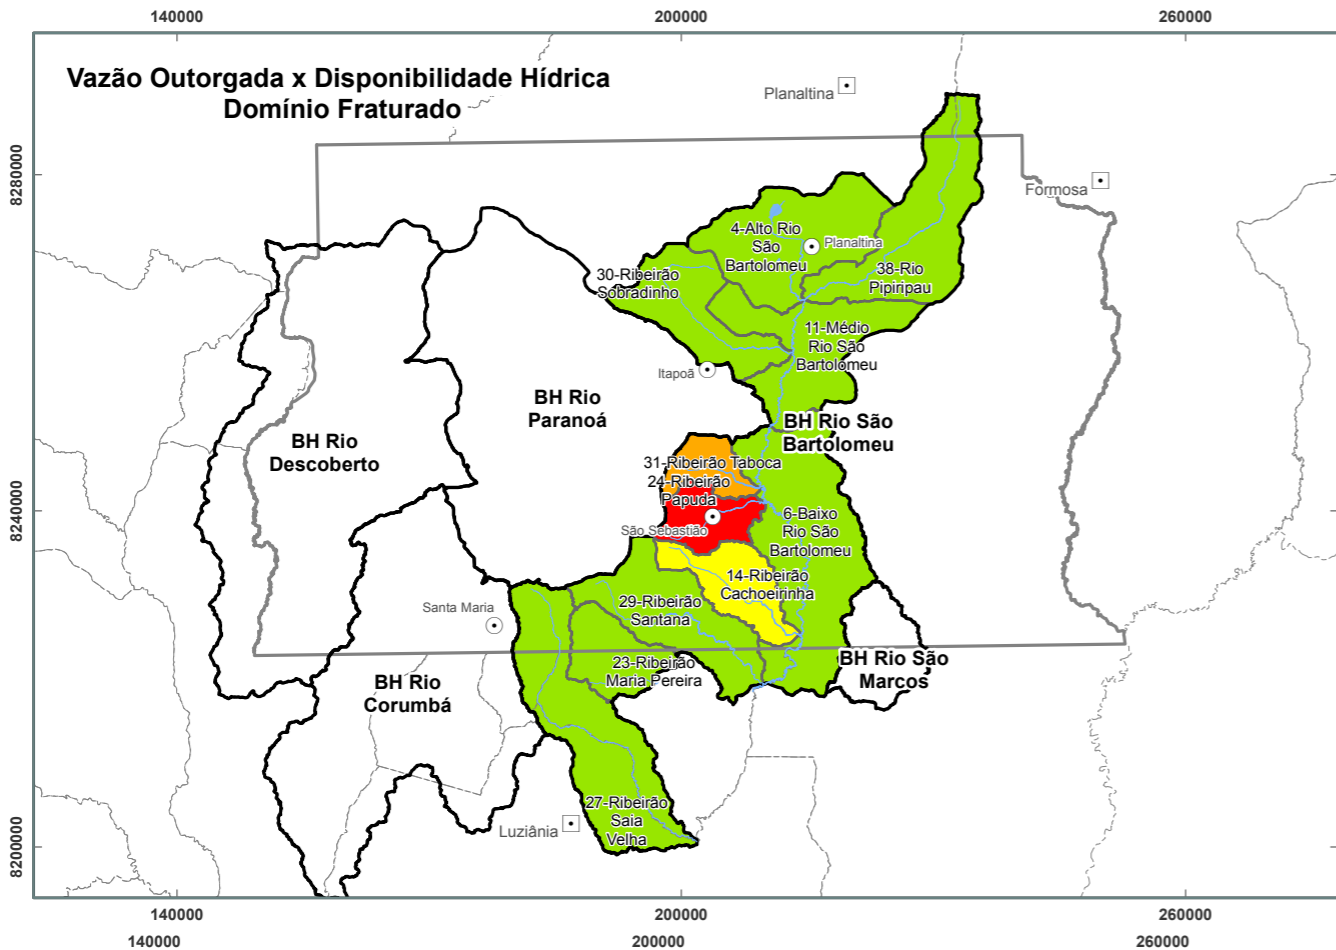 140000
200000
260000
Vazão Outorgada x Disponibilidade Hídrica
Domínio Fraturado
Planaltina
8280000
Formosa
4-Alto Rio
São
Bartolomeu
Planaltina
38-Rio
Pipiripau
30-Ribeirão
Sobradinho
11-Médio
Rio São
Bartolomeu
Itapoã
BH Rio
Paranoá
BH Rio São
Bartolomeu
BH Rio
Descoberto
31-Ribeirão Taboca
24-Ribeirão
Papuda
8240000
São Sebastião
6-Baixo
Rio São
Bartolomeu
14-Ribeirão
Cachoeirinha
29-Ribeirão
Santana
Santa Maria
23-Ribeirão
Maria Pereira
BH Rio São
Marcos
BH Rio
Corumbá
27-Ribeirão
Saia
Velha
Luziânia
8200000
140000
200000
260000
140000
200000
260000